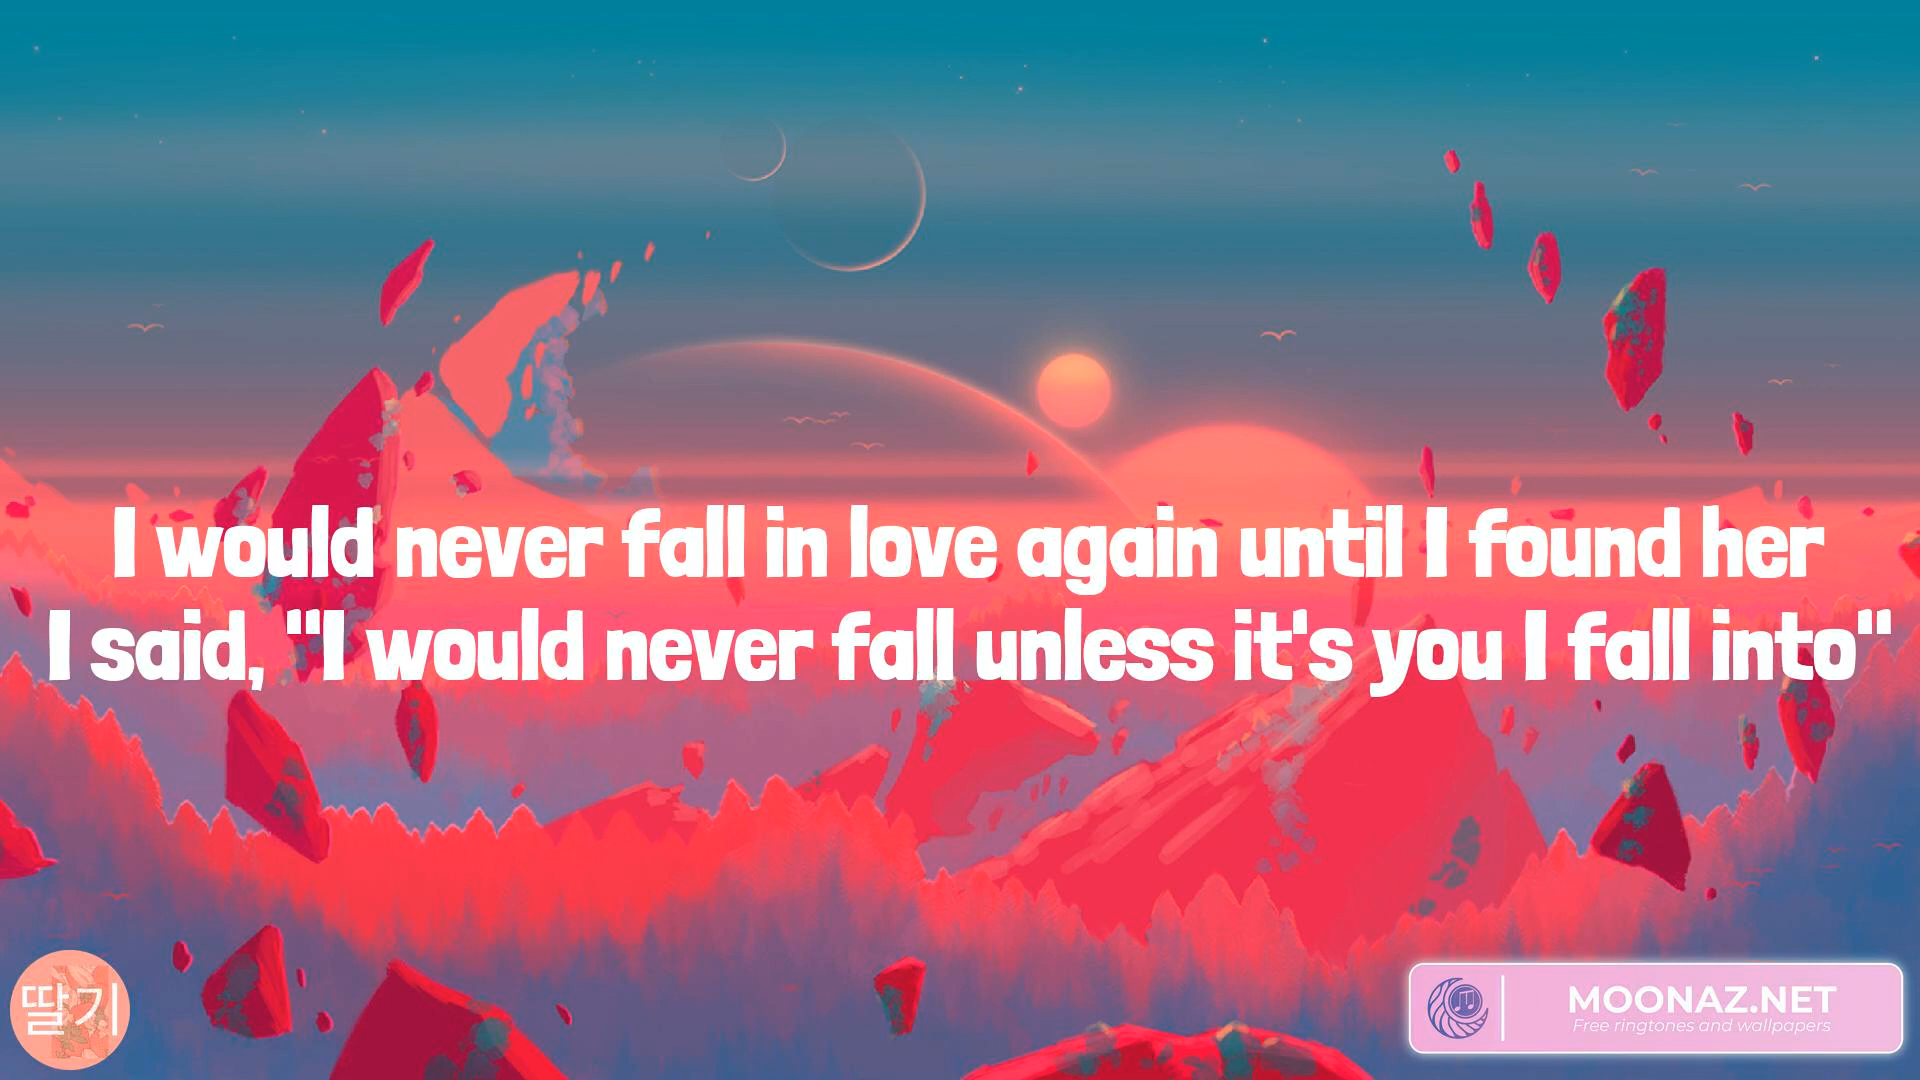 I would never fall in love again until I found her
I said, "I would never fall unless it's you I fall into"
딸기
MOONAZ.NET
Free ringtones and wallpapers